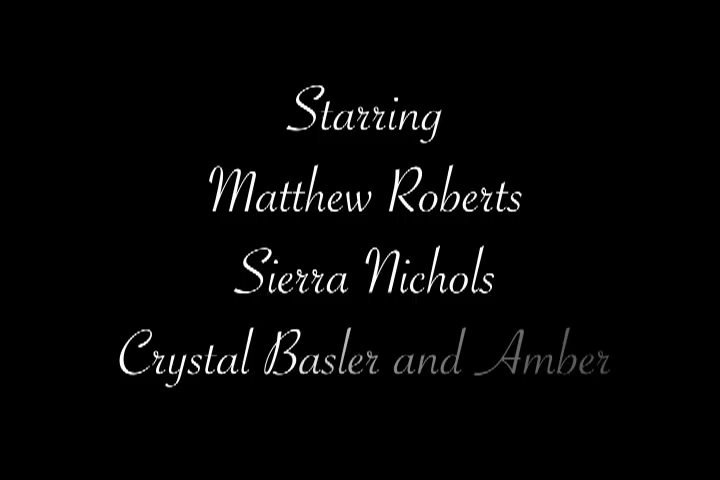 Starring
Matthew Roberts
Sierra Nichols
Crystal Basler and Amber